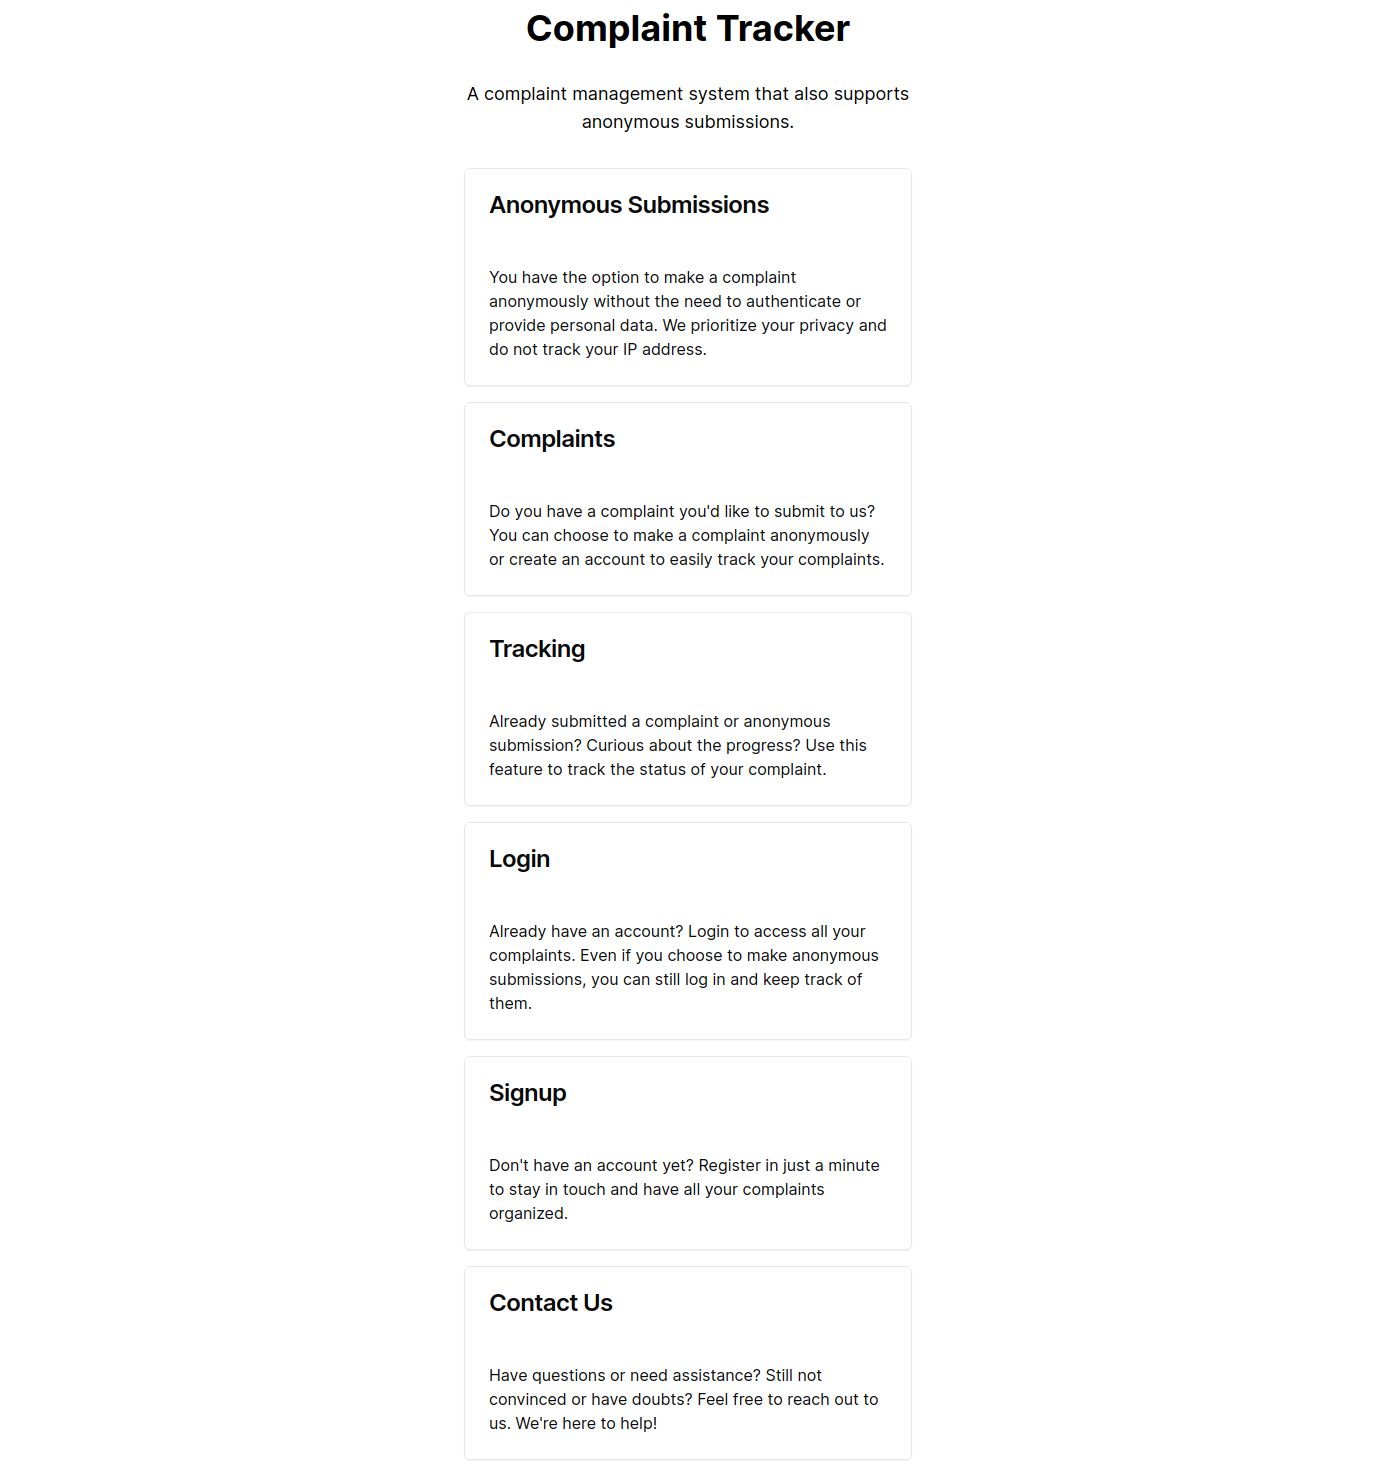 Complaint Tracker
A complaint management system that also supports
anonymous submissions.
Anonymous Submissions
You have the option to make a complaint
anonymously without the need to authenticate or
provide personal data. We prioritize your privacy and
do not track your IP address.
Complaints
Do you have a complaint you'd like to submit to us?
You can choose to make a complaint anonymously
or create an account to easily track your complaints.
Tracking
Already submitted a complaint or anonymous
submission? Curious about the progress? Use this
feature to track the status of your complaint.
Login
Already have an account? Login to access all your
complaints. Even if you choose to make anonymous
submissions, you can still log in and keep track of
them.
Signup
Don't have an account yet? Register in just a minute
to stay in touch and have all your complaints
organized.
Contact Us
Have questions or need assistance? Still not
convinced or have doubts? Feel free to reach out to
us. We're here to help!